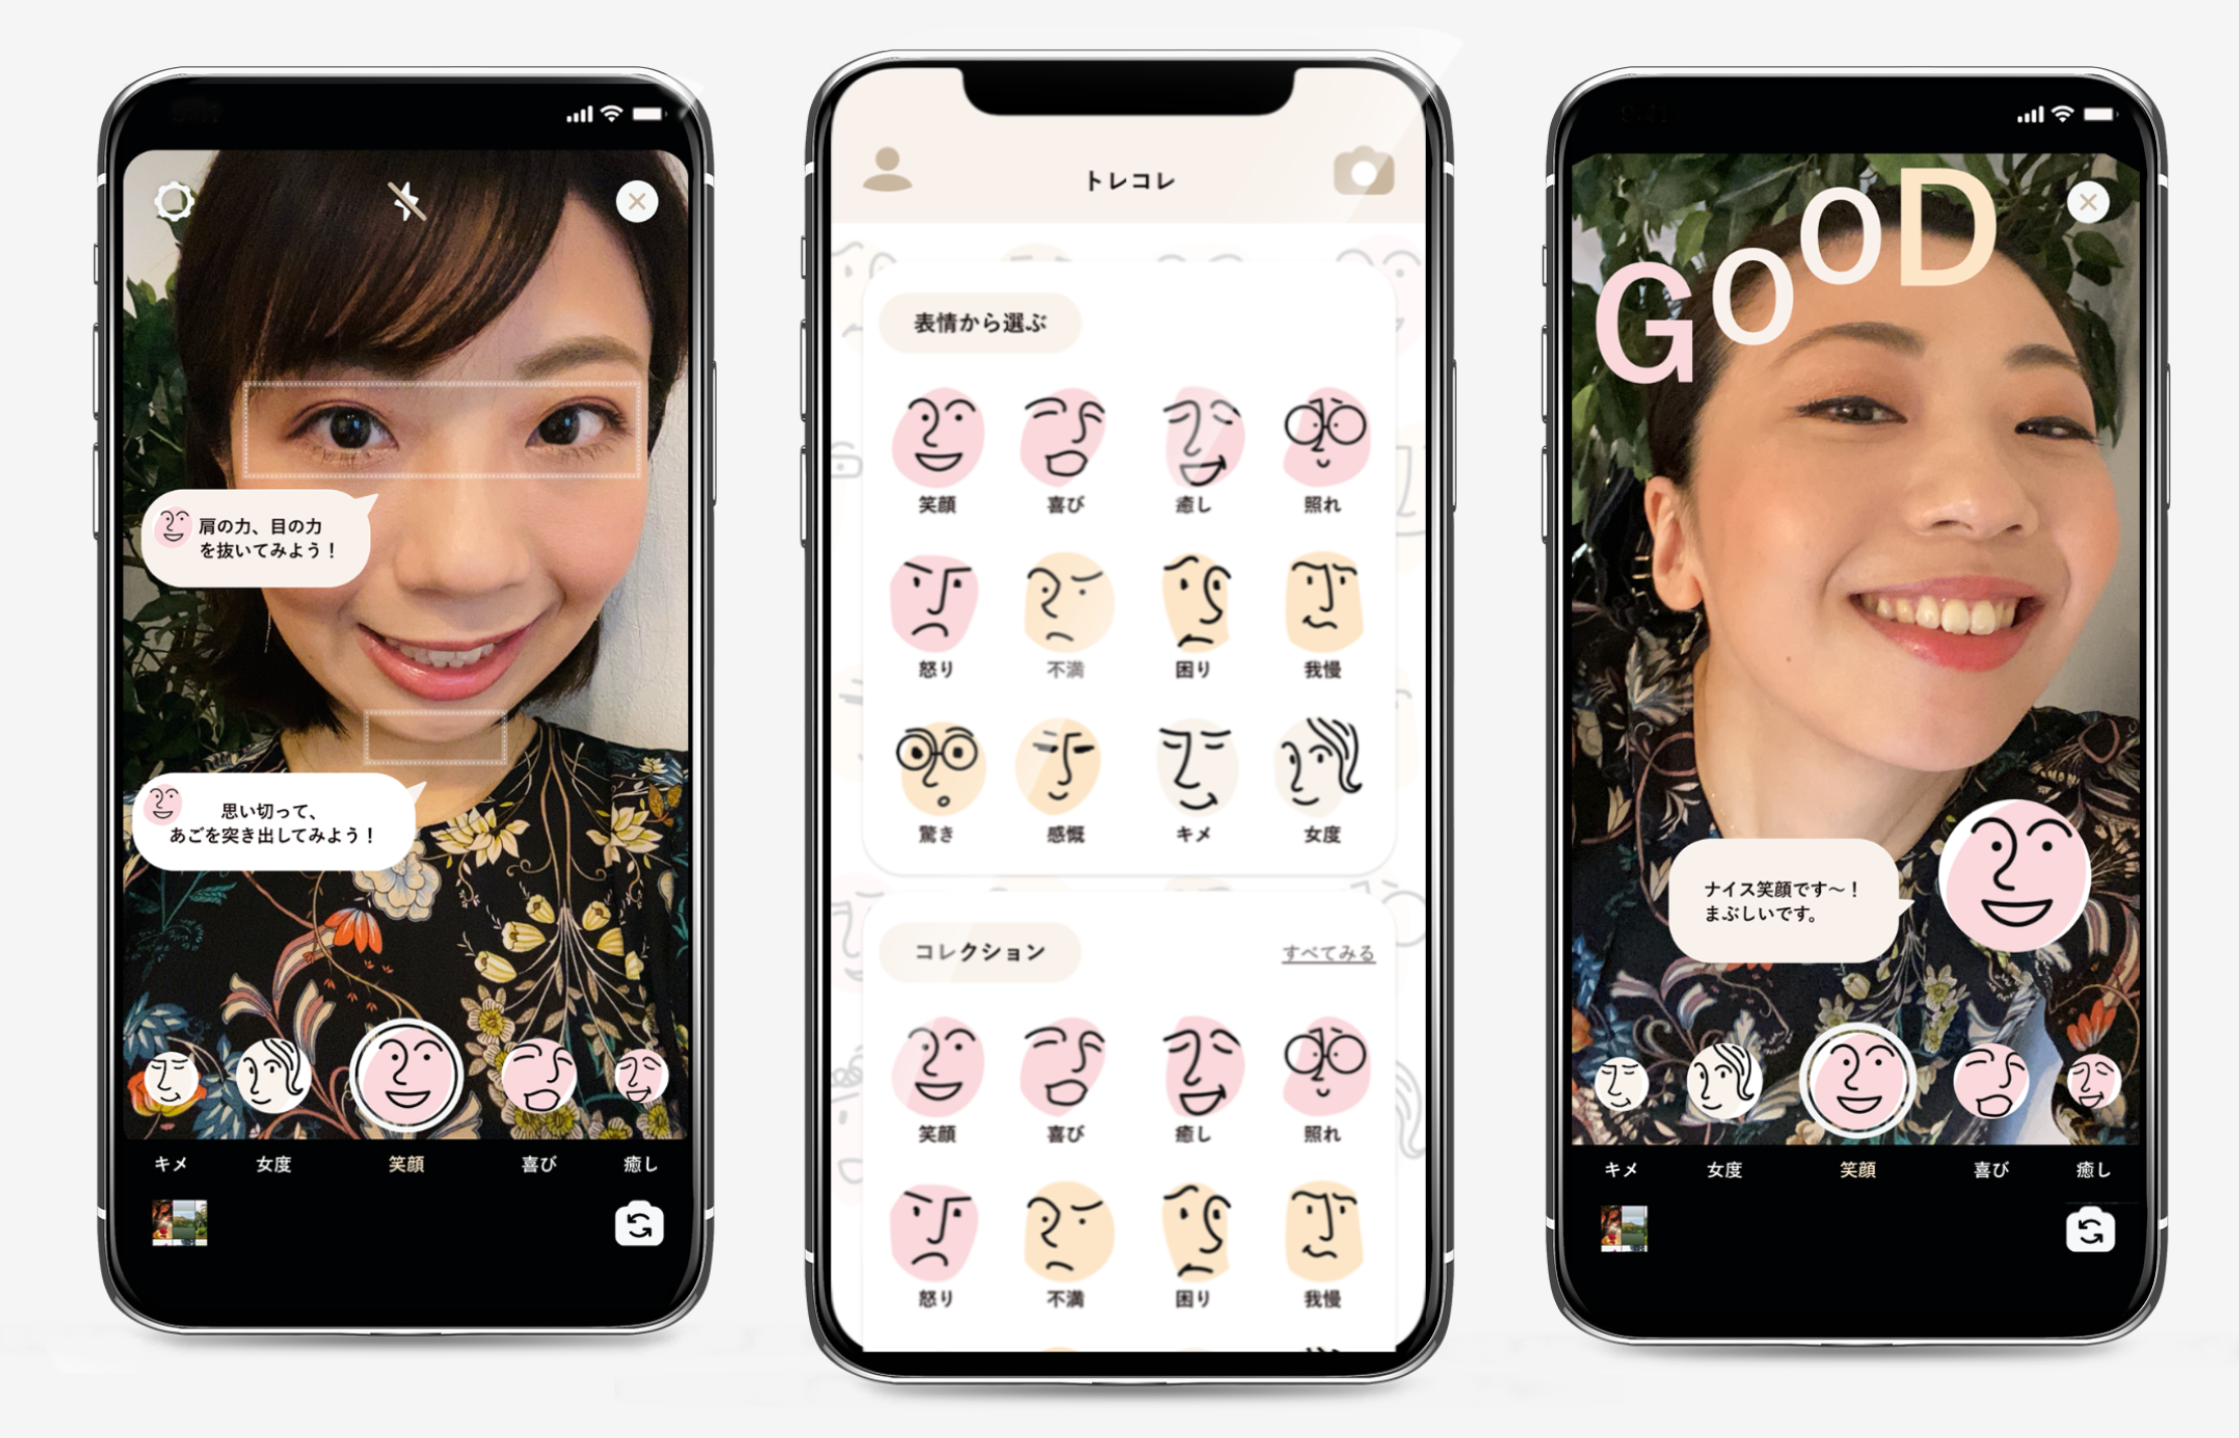 肩の力、目の力
を抜いてみよう！
思い切って、
あごを突き出してみよう！
キメ
女度
笑顔
喜び
癒し
トレコレ
表情から選ぶ
笑顔
喜び
癒し
照れ
怒り
不満
困り
我慢
驚き
感慨
キメ
女度
コレクション
すべてみる
笑顔
喜び
癒し
照れ
怒り
不満
困り
我慢
GOOD
ナイス笑顔です〜！
まぶしいです。
キメ
女度
笑顔
喜び
癒し